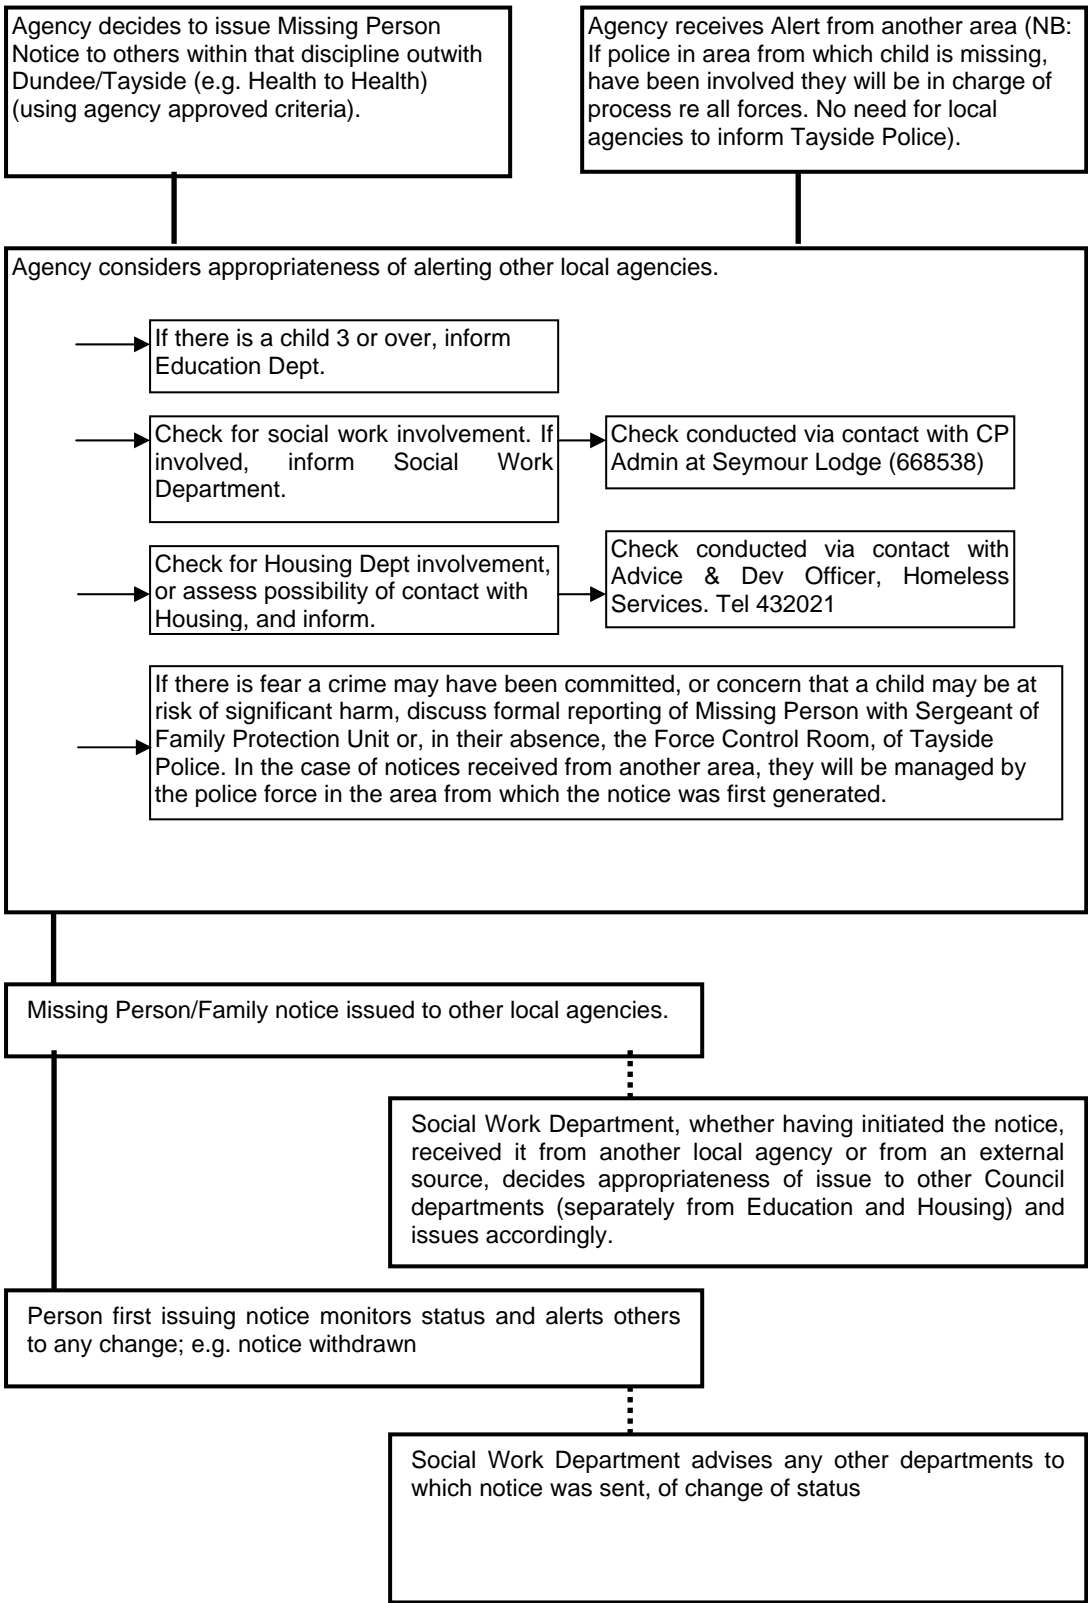 Agency decides to issue Missing Person
Notice to others within that discipline outwith
Dundee/Tayside (e.g. Health to Health)
(using agency approved criteria).
Agency receives Alert from another area (NB:
If police in area from which child is missing,
have been involved they will be in charge of
process re all forces. No need for local
agencies to inform Tayside Police).
Agency considers appropriateness of alerting other local agencies.
If there is a child 3 or over, inform
Education Dept.
Check for social work involvement. If
involved, inform Social Work
Department.
Check conducted via contact with CP
Admin at Seymour Lodge (668538)
Check for Housing Dept involvement,
or assess possibility of contact with
Housing, and inform.
Check conducted via contact with
Advice & Dev Officer, Homeless
Services. Tel 432021
If there is fear a crime may have been committed, or concern that a child may be at
risk of significant harm, discuss formal reporting of Missing Person with Sergeant of
Family Protection Unit or, in their absence, the Force Control Room, of Tayside
Police. In the case of notices received from another area, they will be managed by
the police force in the area from which the notice was first generated.
Missing Person/Family notice issued to other local agencies.
Social Work Department, whether having initiated the notice,
received it from another local agency or from an external
source, decides appropriateness of issue to other Council
departments (separately from Education and Housing) and
issues accordingly.
Person first issuing notice monitors status and alerts others
to any change; e.g. notice withdrawn
Social Work Department advises any other departments to
which notice was sent, of change of status